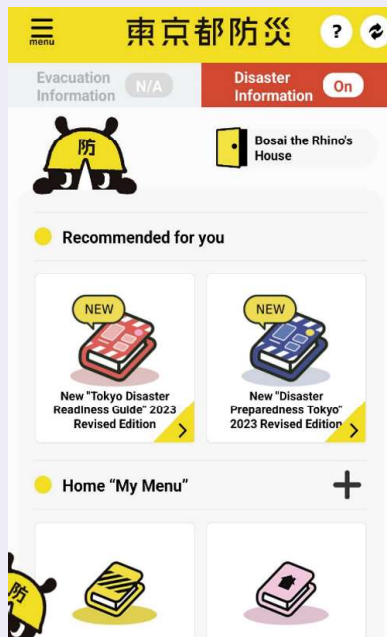 東京都防災
?
menu
Evacuation
Information
N/A
Disaster
Information
On
防
Bosai the Rhino's
House
Recommended for you
NEW
New "Tokyo Disaster
Readiness Guide" 2023
Revised Edition
NEW
New "Disaster
Preparedness Tokyo"
2023 Revised Edition
Home “My Menu”
防